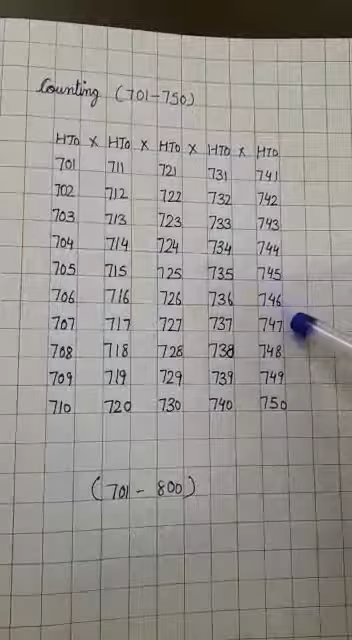 Counting (701-750)
HTO x HTO x HTO x HTO x HTO
701 711 721 731 741
702 712 722 732 742
703 713 723 733 743
704 714 724 734 744
705 715 725 735 745
706 716 726 736 746
707 717 727 737 747
708 718 728 738 748
709 719 729 739 749
710 720 730 740 750
(701 - 800)